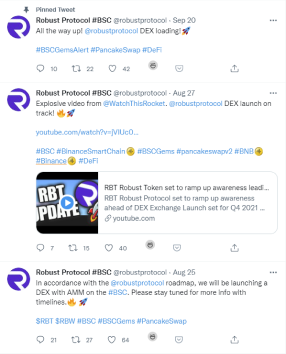 Pinned Tweet
Robust Protocol #BSC @robustprotocol · Sep 20
All the way up! @robustprotocol DEX loading!🚀
#BSCGemsAlert #PancakeSwap #DeFi
10 22 42
Robust Protocol #BSC @robustprotocol · Aug 27
Explosive video from @WatchThisRocket. @robustprotocol DEX launch on
track! 🔥🚀
youtube.com/watch?v=jVlUc0...
#BSC #BinanceSmartChain #BSCGems #pancakeswapv2 #BNB
#Binance #DeFi
RBT
UPDATE
RBT Robust Token set to ramp up awareness leadi...
RBT Robust Protocol set to ramp up awareness
ahead of DEX Exchange Launch set for Q4 2021 ...
youtube.com
7 15 40
Robust Protocol #BSC @robustprotocol · Aug 25
In accordance with the @robustprotocol roadmap, we will be launching a
DEX with AMM on the #BSC. Please stay tuned for more info with
timelines.🔥🚀
$RBT $RBW #BSC #BSCGems #PancakeSwap
21 27 64